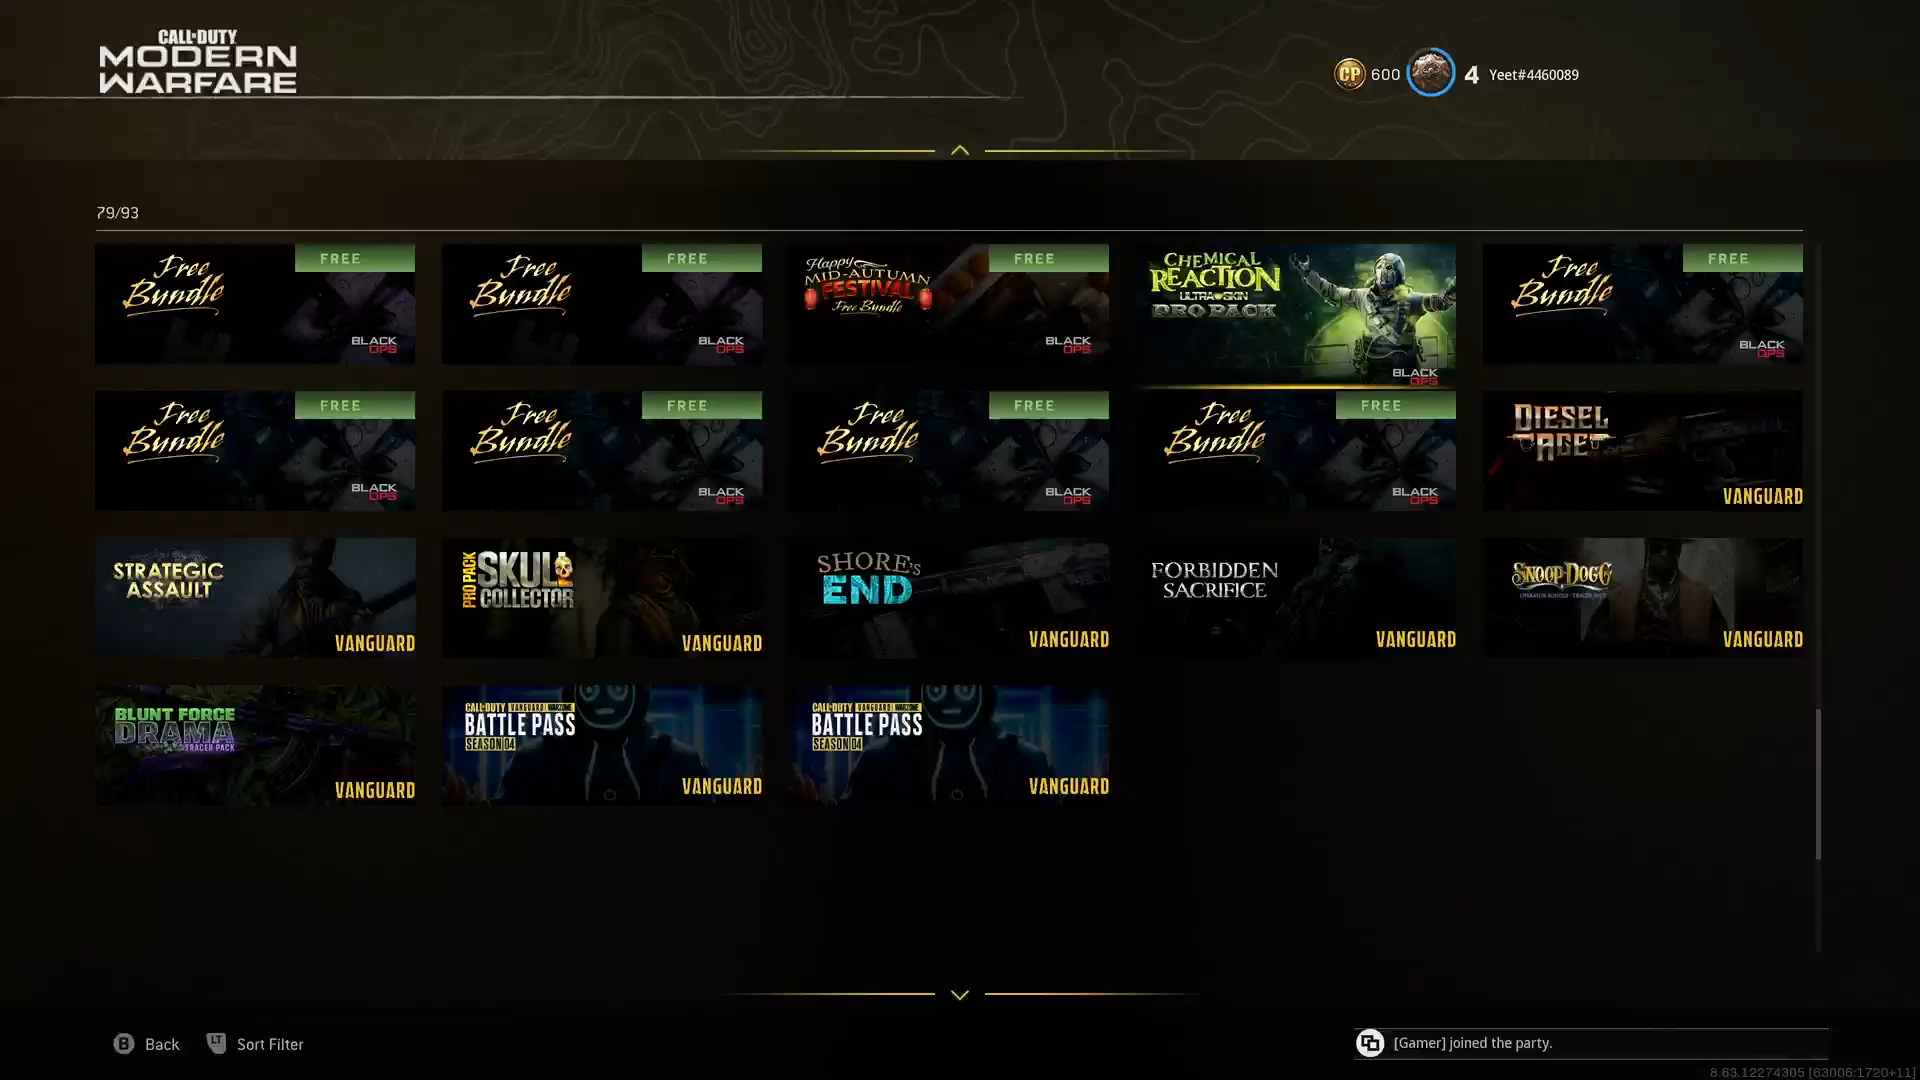 CALL OF DUTY
MODERN
WARFARE
CP 600 4 Yeet#4460089
79/93
Free
Bundle
FREE
BLACK
OPS
Free
Bundle
FREE
BLACK
OPS
Happy
MID-AUTUMN
FESTIVAL
Free Bundle
FREE
BLACK
OPS
CHEMICAL
REACTION
ULTRA SKIN
PRO PACK
BLACK
OPS
Free
Bundle
FREE
BLACK
OPS
Free
Bundle
FREE
BLACK
OPS
Free
Bundle
FREE
BLACK
OPS
Free
Bundle
FREE
BLACK
OPS
Free
Bundle
FREE
BLACK
OPS
DIESEL
AGE
VANGUARD
STRATEGIC
ASSAULT
VANGUARD
PRO PACK
SKULL
COLLECTOR
VANGUARD
SHORE'S
END
VANGUARD
FORBIDDEN
SACRIFICE
VANGUARD
SNOOP DOGG
OPERATOR BUNDLE - TRACER PACK
VANGUARD
BLUNT FORCE
DRAMA
TRACER PACK
VANGUARD
CALL OF DUTY VANGUARD WARZONE
BATTLE PASS
SEASON 04
VANGUARD
CALL OF DUTY VANGUARD WARZONE
BATTLE PASS
SEASON 04
VANGUARD
B Back LT Sort Filter
[Gamer] joined the party.
8.63.12274305 [63006:1720+11]